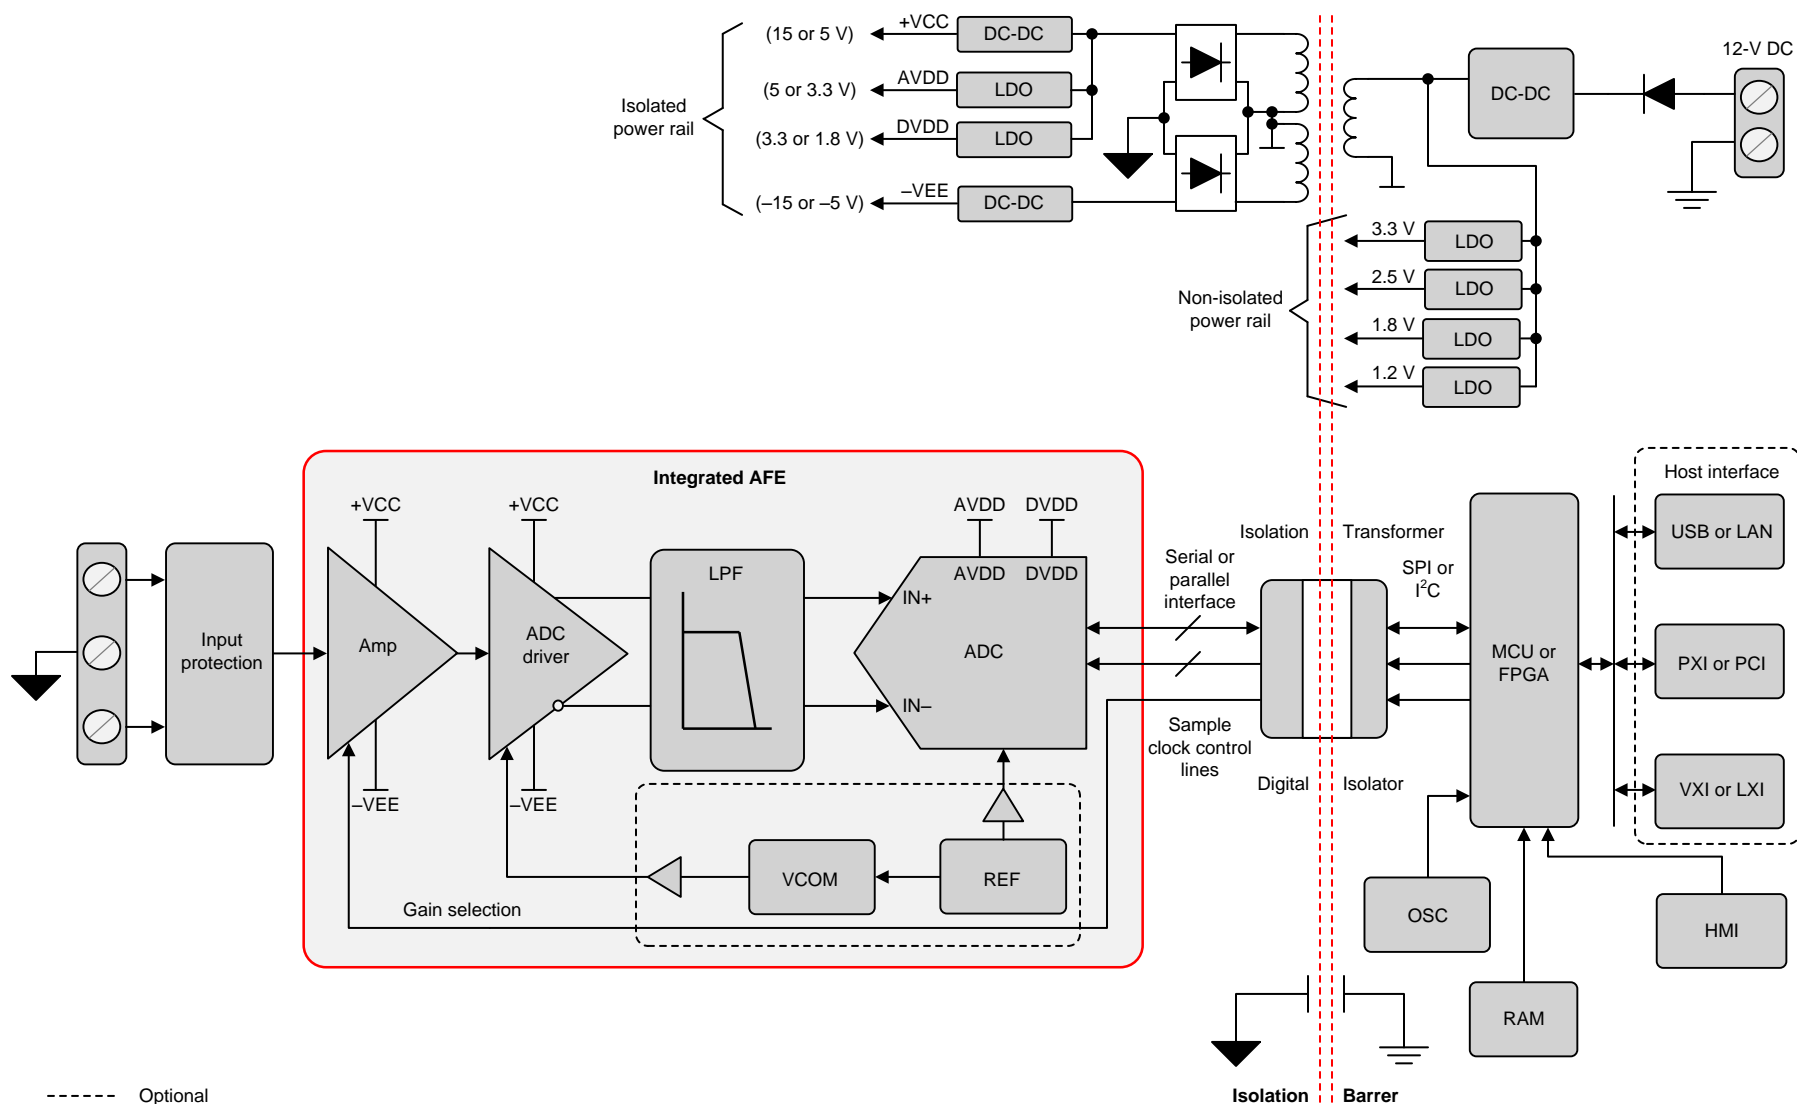 (15 or 5 V)
+VCC
DC-DC
(5 or 3.3 V)
AVDD
LDO
(3.3 or 1.8 V)
DVDD
LDO
(–15 or –5 V)
–VEE
DC-DC
Isolated
power rail
DC-DC
12-V DC
3.3 V
LDO
2.5 V
LDO
1.8 V
LDO
1.2 V
LDO
Non-isolated
power rail
Integrated AFE
+VCC
+VCC
AVDD
DVDD
Input
protection
Amp
–VEE
ADC
driver
–VEE
LPF
AVDD
DVDD
IN+
ADC
IN–
VCOM
REF
Gain selection
Serial or
parallel
interface
Sample
clock control
lines
Isolation
Transformer
Digital
Isolator
SPI or
I²C
MCU or
FPGA
Host interface
USB or LAN
PXI or PCI
VXI or LXI
OSC
RAM
HMI
Optional
Isolation
Barrer